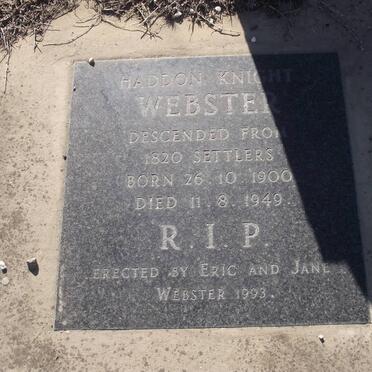 HADDON KNIGHT
WEBSTER
DESCENDED FROM
1820 SETTLERS
BORN 26.10.1900
DIED 11.8.1949.
R.I.P.
ERECTED BY ERIC AND JANE
WEBSTER 1993.